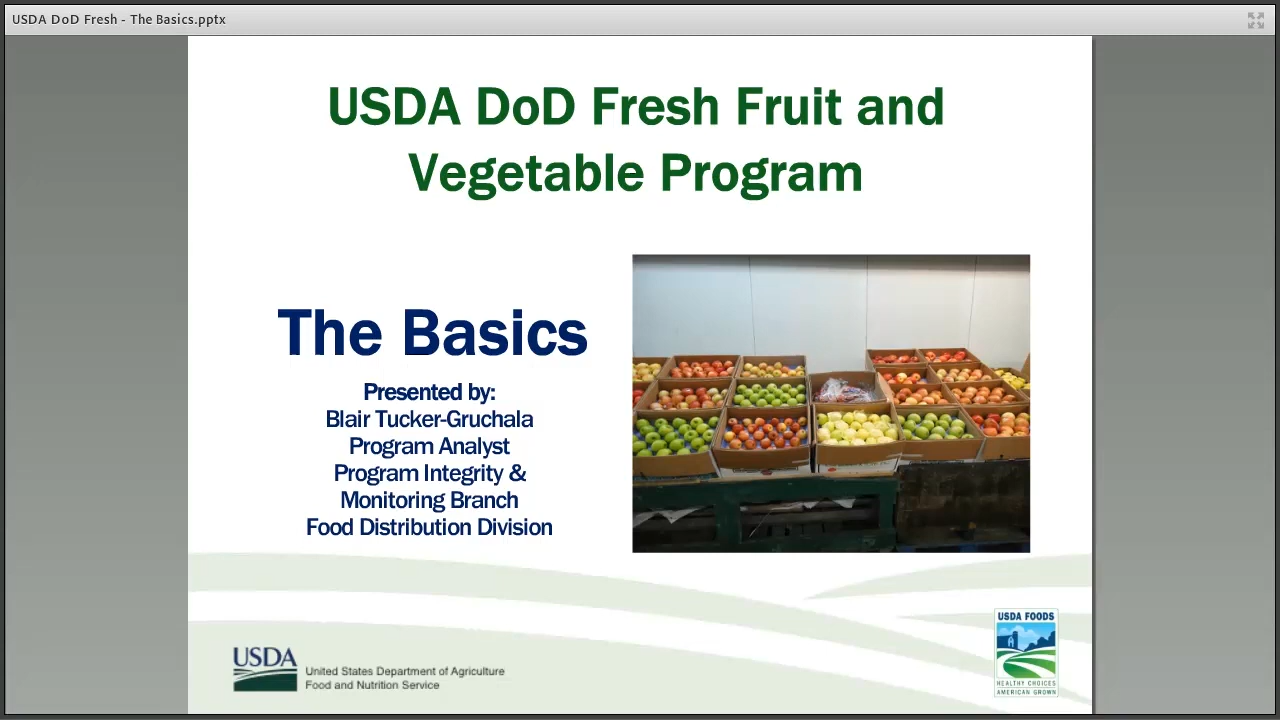 USDA DoD Fresh - The Basics.pptx
USDA DoD Fresh Fruit and
Vegetable Program
The Basics
Presented by:
Blair Tucker-Gruchala
Program Analyst
Program Integrity &
Monitoring Branch
Food Distribution Division
USDA
United States Department of Agriculture
Food and Nutrition Service
USDA FOODS
HEALTHY CHOICES
AMERICAN GROWN